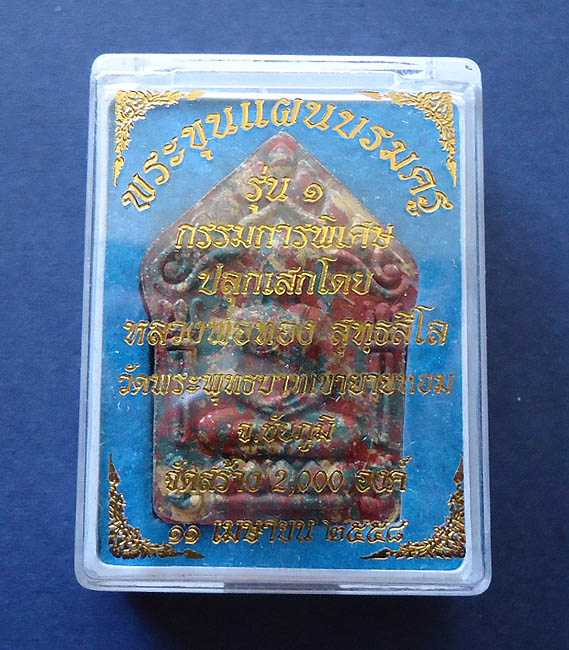 พระขุนแผนบรมครู
รุ่น ๑
กรรมการพิเศษ
ปลุกเสกโดย
หลวงพ่อทอง สุทธสีโล
วัดพระพุทธบาทเขายายหอม
จ.ชัยภูมิ
จัดสร้าง 2,000 องค์
๑๑ เมษายน ๒๕๕๘